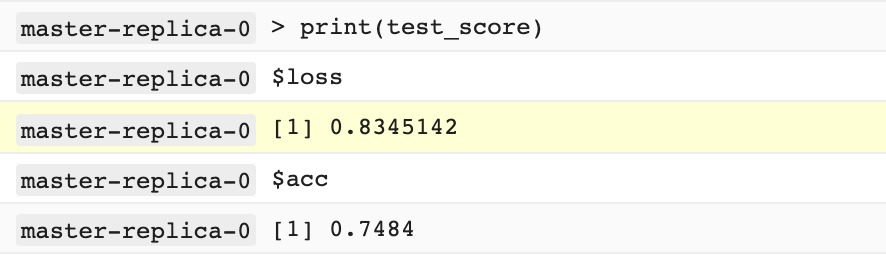 master-replica-0 > print(test_score)
master-replica-0 $loss
master-replica-0 [1] 0.8345142
master-replica-0 $acc
master-replica-0 [1] 0.7484